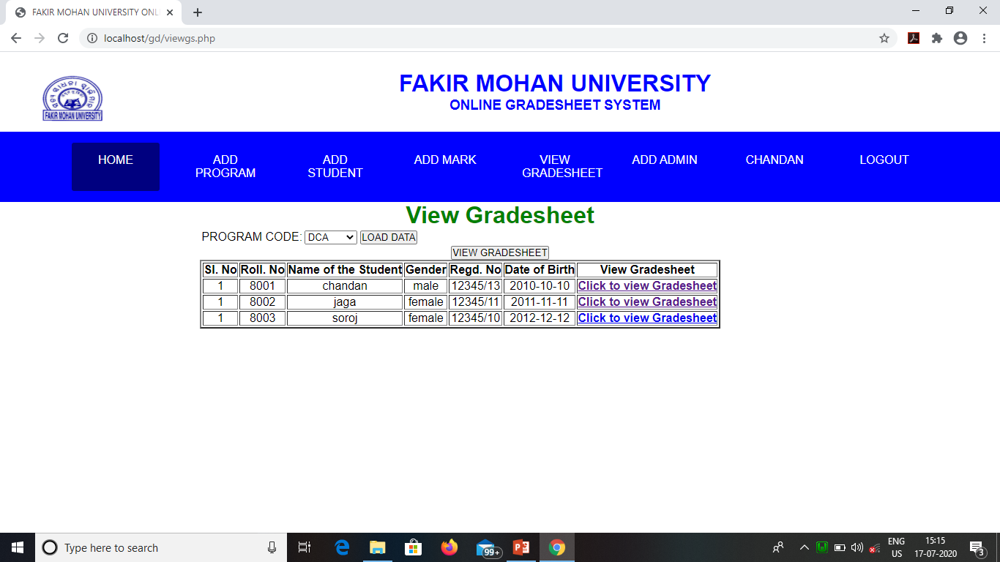 FAKIR MOHAN UNIVERSITY ONLI
localhost/gd/viewgs.php
FAKIR MOHAN UNIVERSITY
FAKIR MOHAN UNIVERSITY
ONLINE GRADESHEET SYSTEM
HOME ADD PROGRAM ADD STUDENT ADD MARK VIEW GRADESHEET ADD ADMIN CHANDAN LOGOUT
View Gradesheet
PROGRAM CODE: DCA LOAD DATA
VIEW GRADESHEET
Sl. No Roll. No Name of the Student Gender Regd. No Date of Birth View Gradesheet
1 8001 chandan male 12345/13 2010-10-10 Click to view Gradesheet
1 8002 jaga female 12345/11 2011-11-11 Click to view Gradesheet
1 8003 soroj female 12345/10 2012-12-12 Click to view Gradesheet
Type here to search 99+ ENG US 15:15 17-07-2020 3